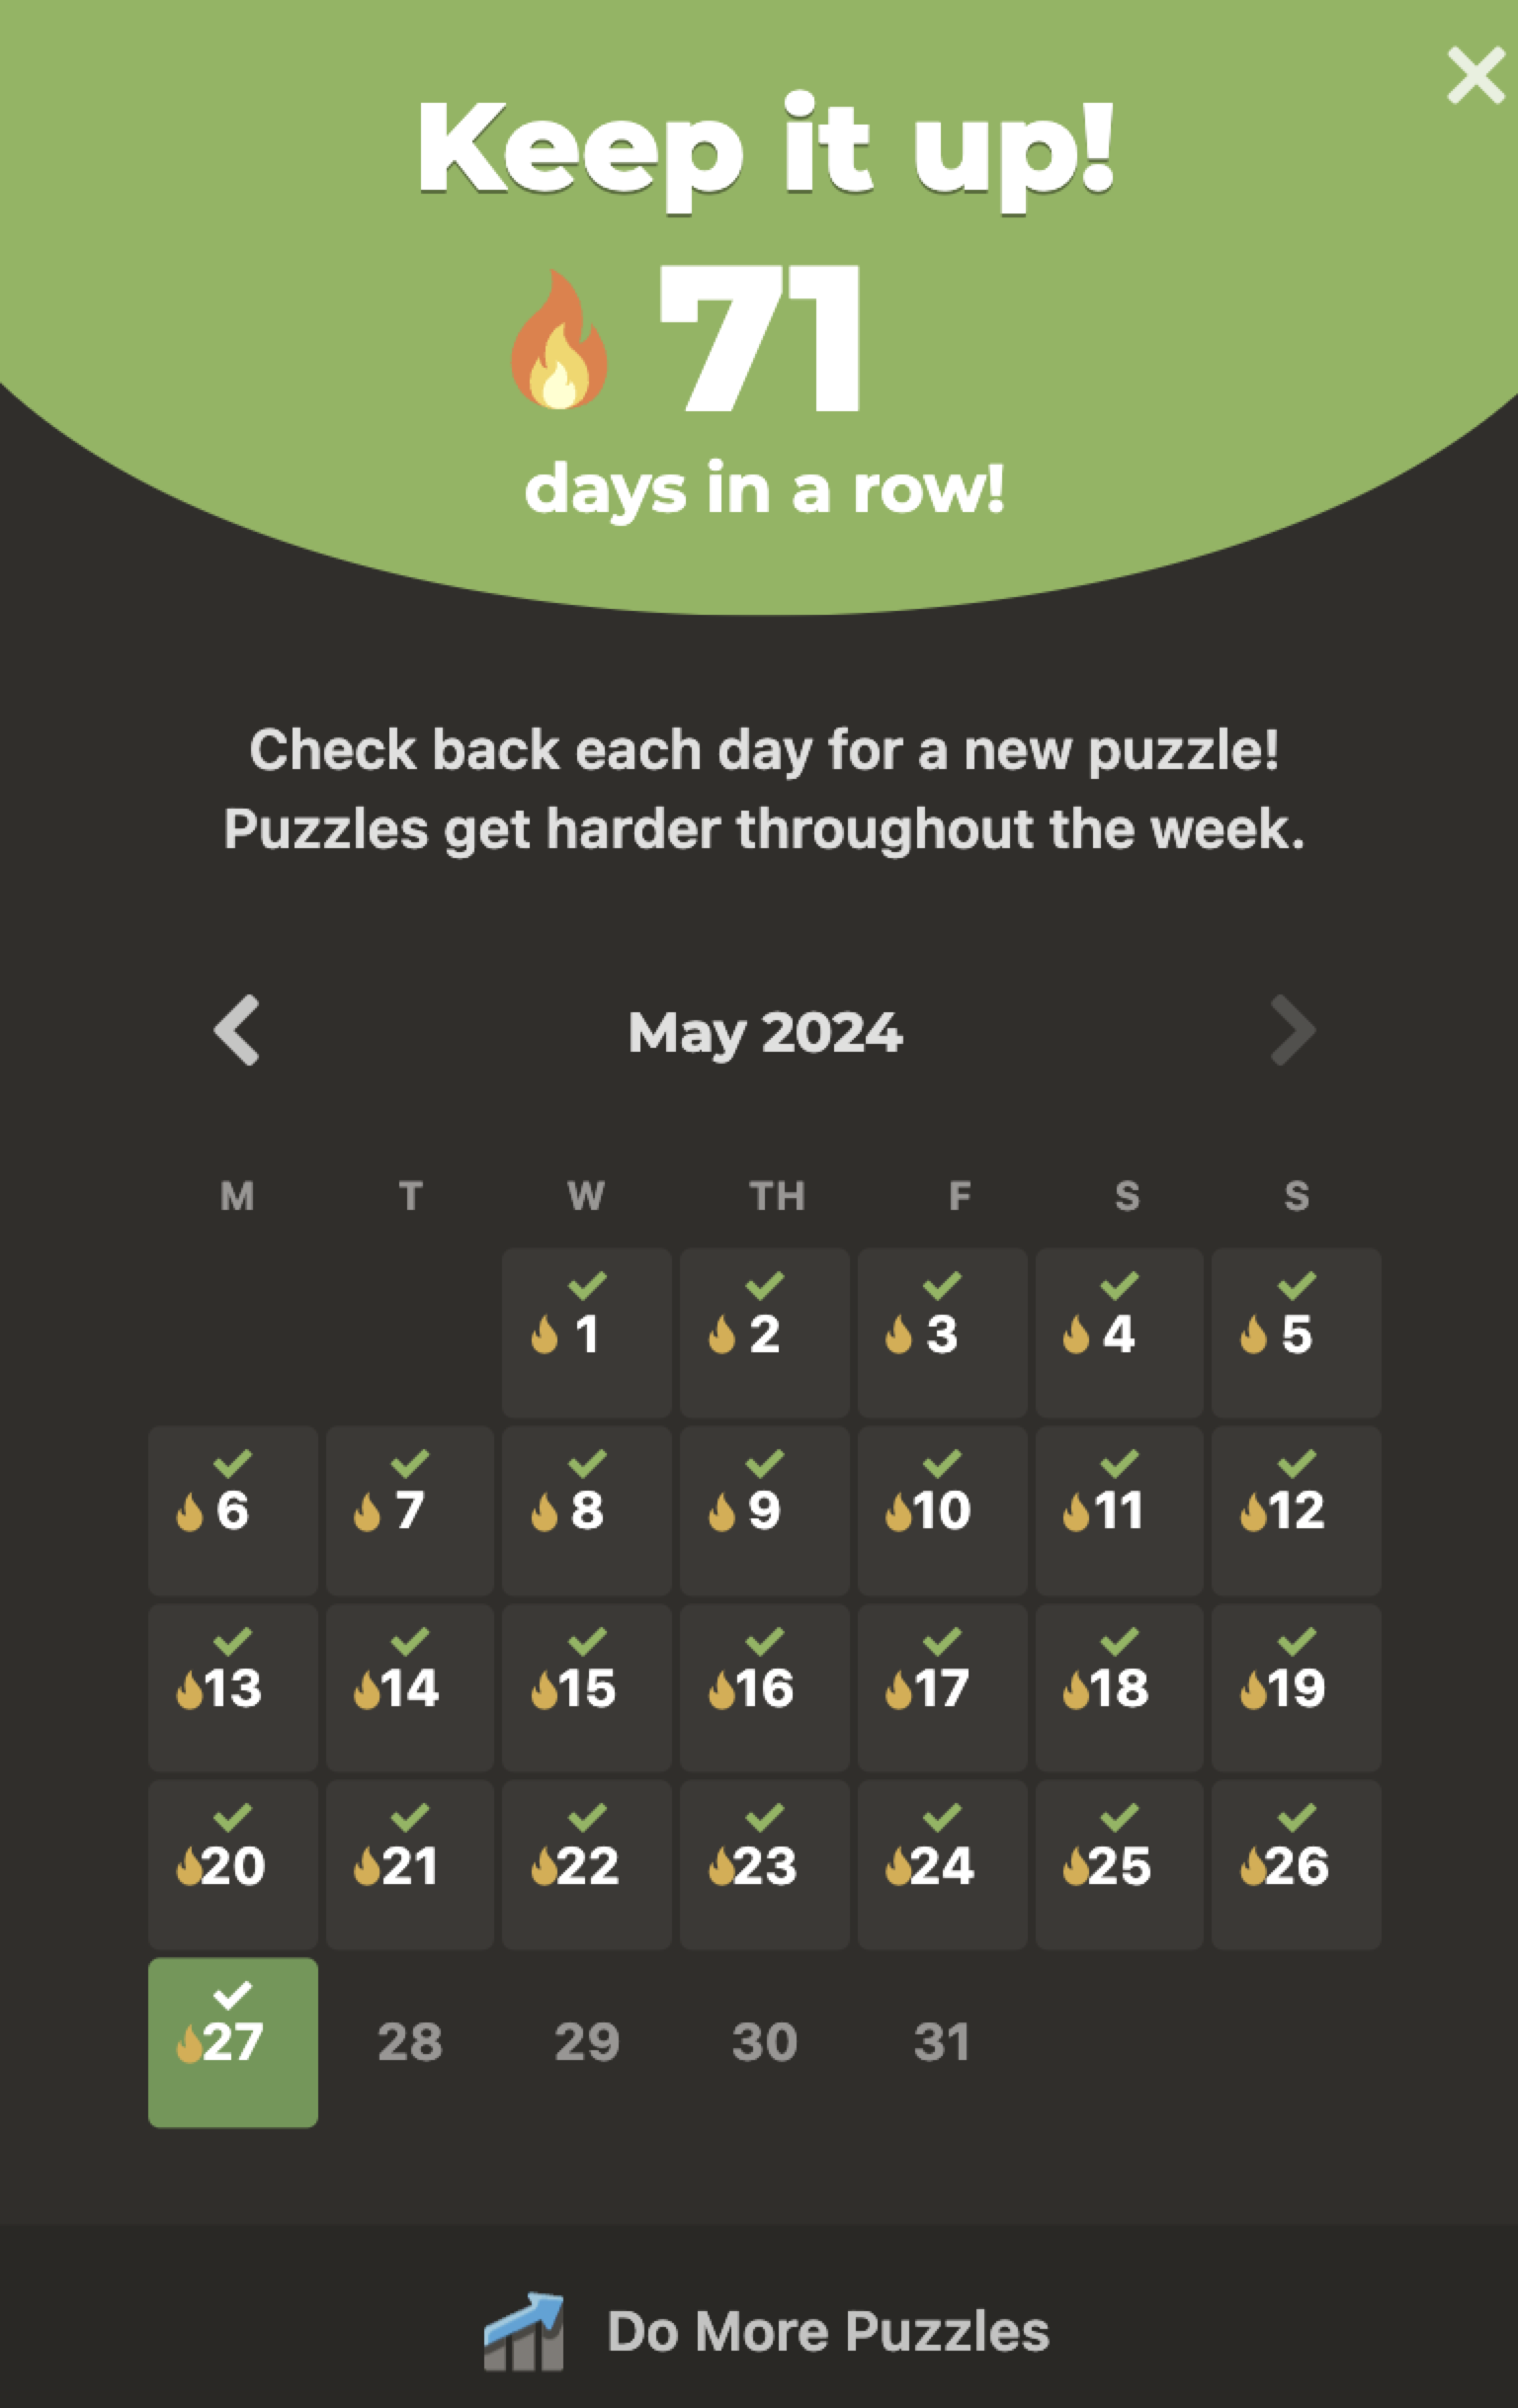 Keep it up!
71
days in a row!
Check back each day for a new puzzle!
Puzzles get harder throughout the week.
May 2024
M T W TH F S S
1 2 3 4 5
6 7 8 9 10 11 12
13 14 15 16 17 18 19
20 21 22 23 24 25 26
27 28 29 30 31
Do More Puzzles